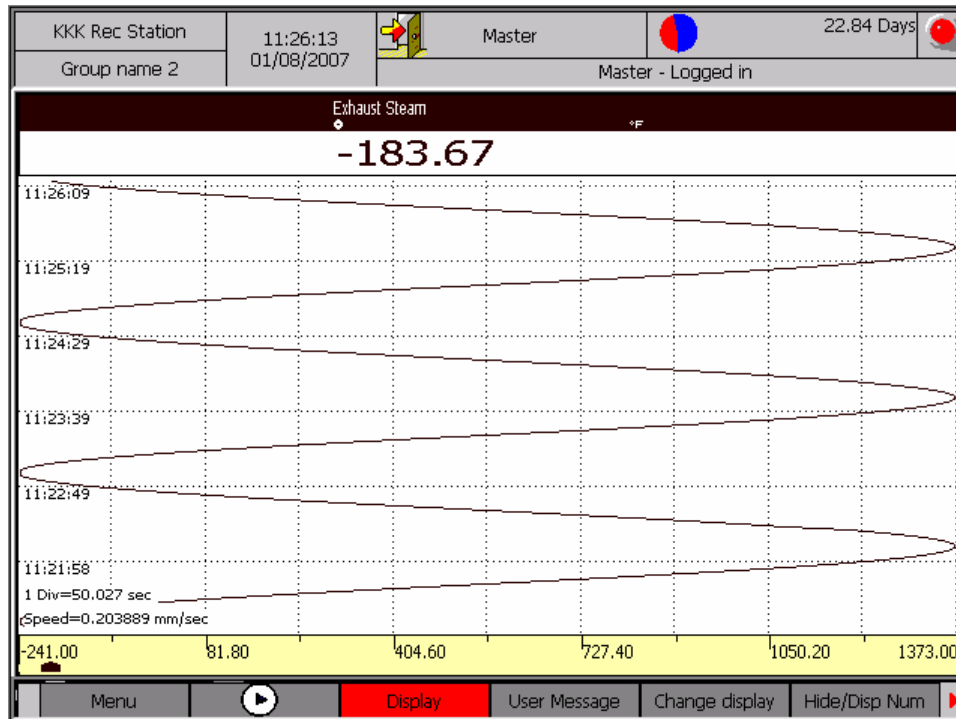 KKK Rec Station
Group name 2
11:26:13
01/08/2007
Master
22.84 Days
Master - Logged in
Exhaust Steam
°F
-183.67
11:26:09
11:25:19
11:24:29
11:23:39
11:22:49
11:21:58
1 Div=50.027 sec
Speed=0.203889 mm/sec
-241.00 81.80 404.60 727.40 1050.20 1373.00
Menu Display User Message Change display Hide/Disp Num